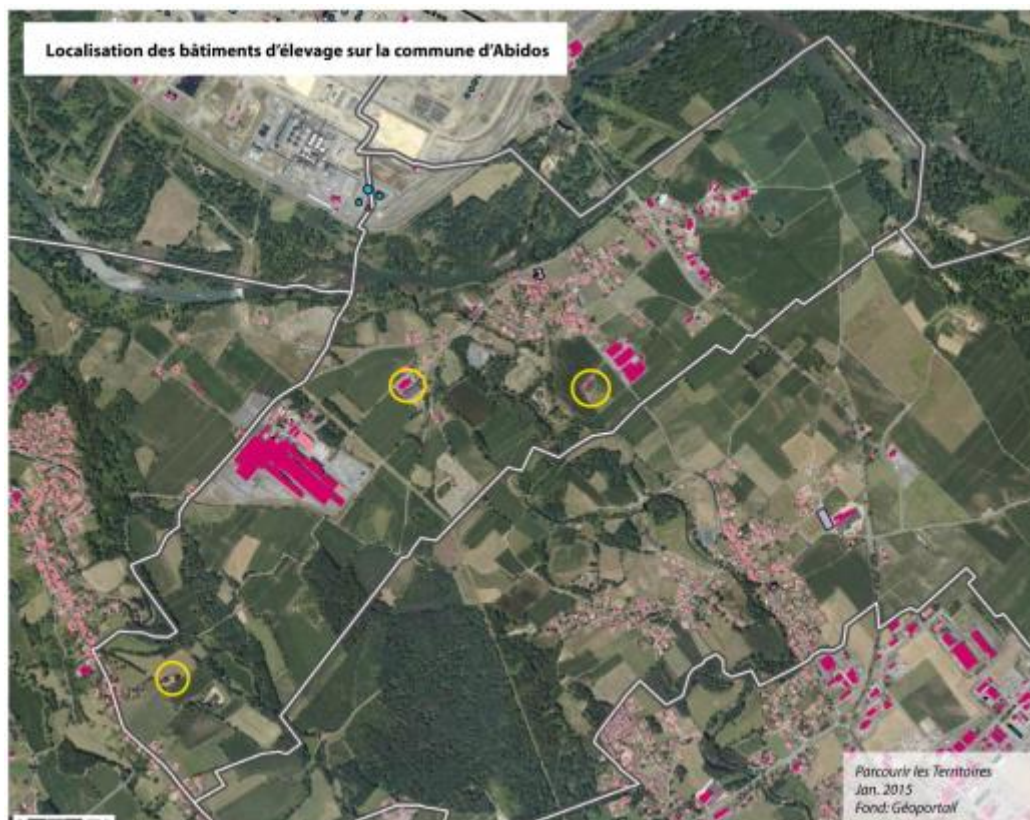 Localisation des bâtiments d'élevage sur la commune d'Abidos
Parcourir les Territoires
Jan. 2015
Fond: Géoportail